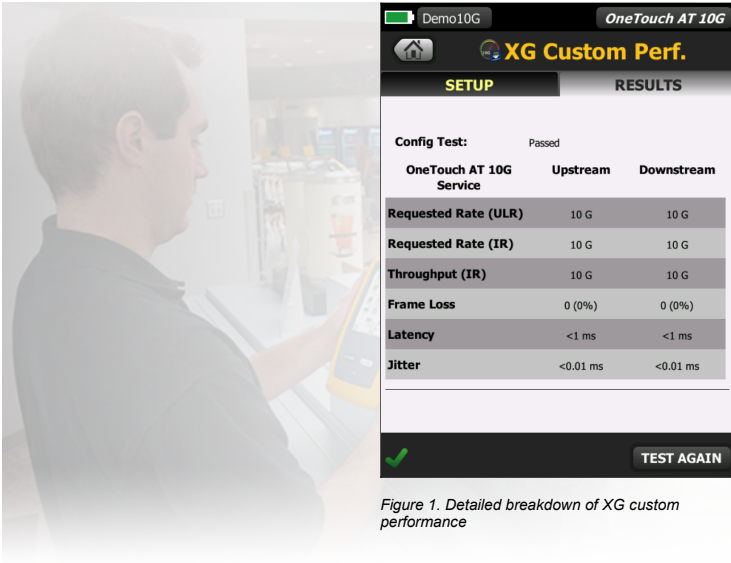 Demo10G OneTouch AT 10G
XG Custom Perf.
SETUP RESULTS
Config Test: Passed
OneTouch AT 10G Upstream Downstream
Service
Requested Rate (ULR) 10 G 10 G
Requested Rate (IR) 10 G 10 G
Throughput (IR) 10 G 10 G
Frame Loss 0 (0%) 0 (0%)
Latency <1 ms <1 ms
Jitter <0.01 ms <0.01 ms
TEST AGAIN
Figure 1. Detailed breakdown of XG custom
performance